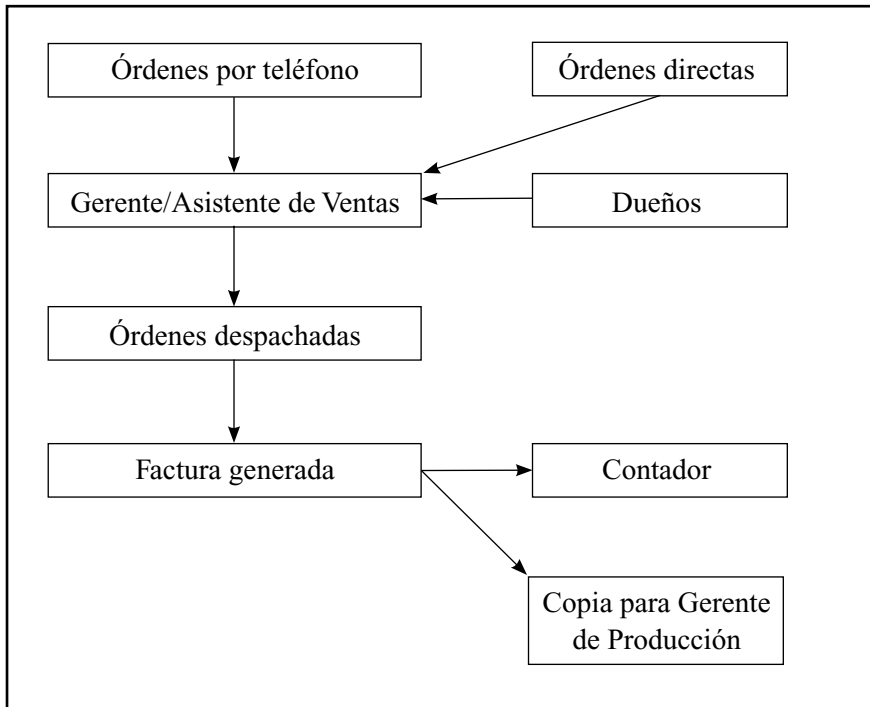 Órdenes por teléfono
Órdenes directas
Gerente/Asistente de Ventas
Dueños
Órdenes despachadas
Factura generada
Contador
Copia para Gerente
de Producción